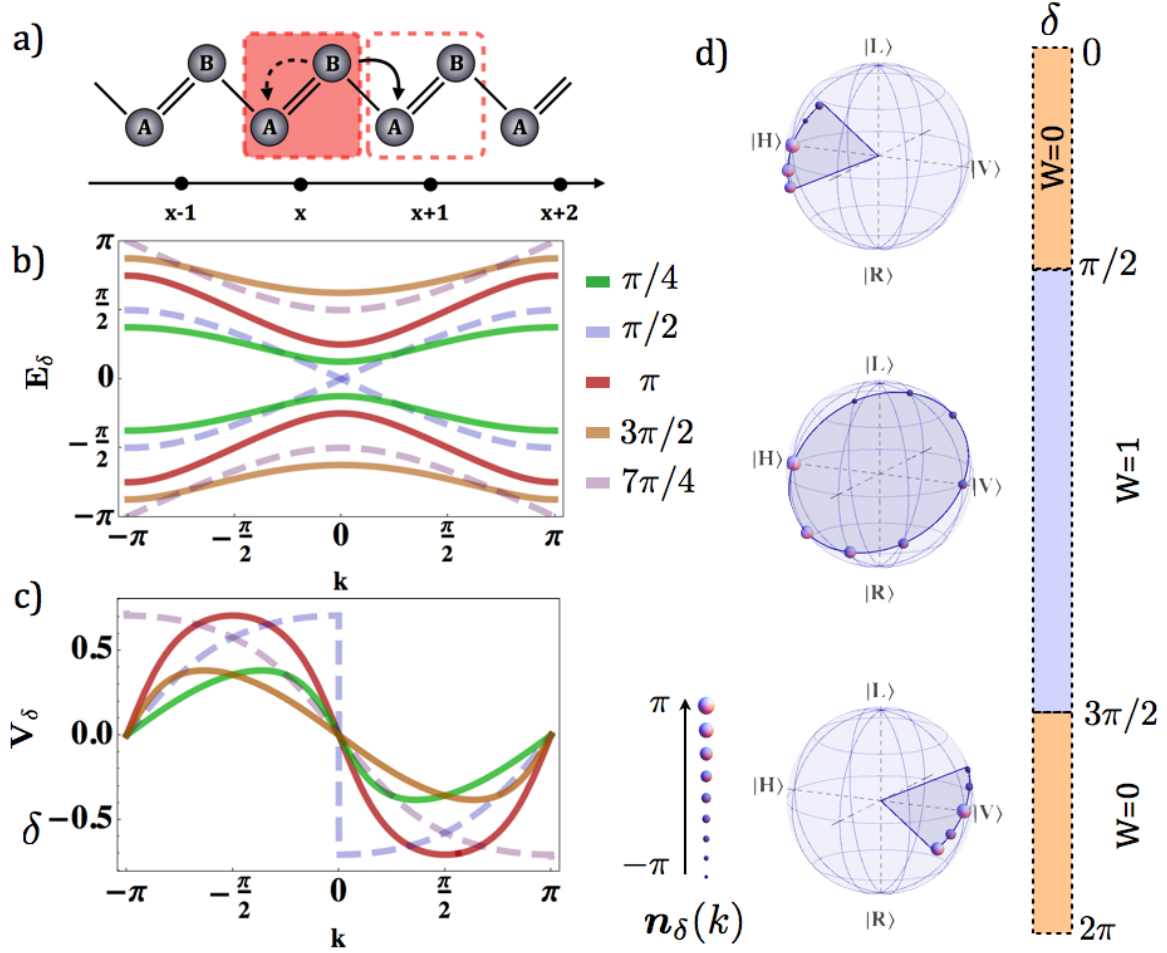 a)
B B B
A A A A
x-1 x x+1 x+2
b)
π
π/2
0
-π/2
-π
E_δ
-π -π/2 0 π/2 π
k
π/4
π/2
π
3π/2
7π/4
c)
0.5
0.0
-0.5
V_δ
δ
-π -π/2 0 π/2 π
k
d)
|L⟩
|H⟩
|V⟩
|R⟩
|L⟩
|H⟩
|V⟩
|R⟩
π
-π
n_δ(k)
|L⟩
|H⟩
|V⟩
|R⟩
δ
0
W=0
π/2
W=1
3π/2
W=0
2π